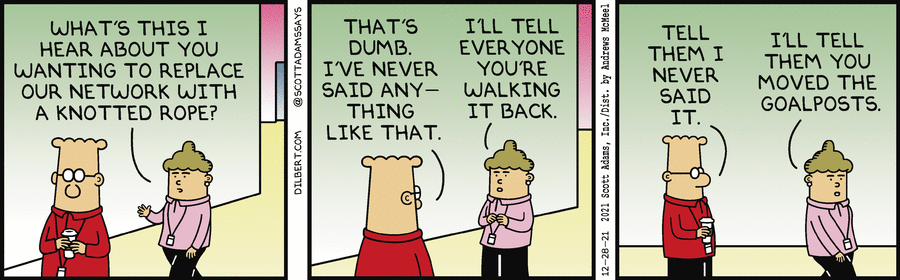 WHAT'S THIS I
HEAR ABOUT YOU
WANTING TO REPLACE
OUR NETWORK WITH
A KNOTTED ROPE?
DILBERT.COM @SCOTTADAMSSAYS
THAT'S
DUMB.
I'VE NEVER
SAID ANY—
THING
LIKE THAT.
I'LL TELL
EVERYONE
YOU'RE
WALKING
IT BACK.
12-28-21 2021 Scott Adams, Inc./Dist. by Andrews McMeel
TELL
THEM I
NEVER
SAID
IT.
I'LL TELL
THEM YOU
MOVED THE
GOALPOSTS.